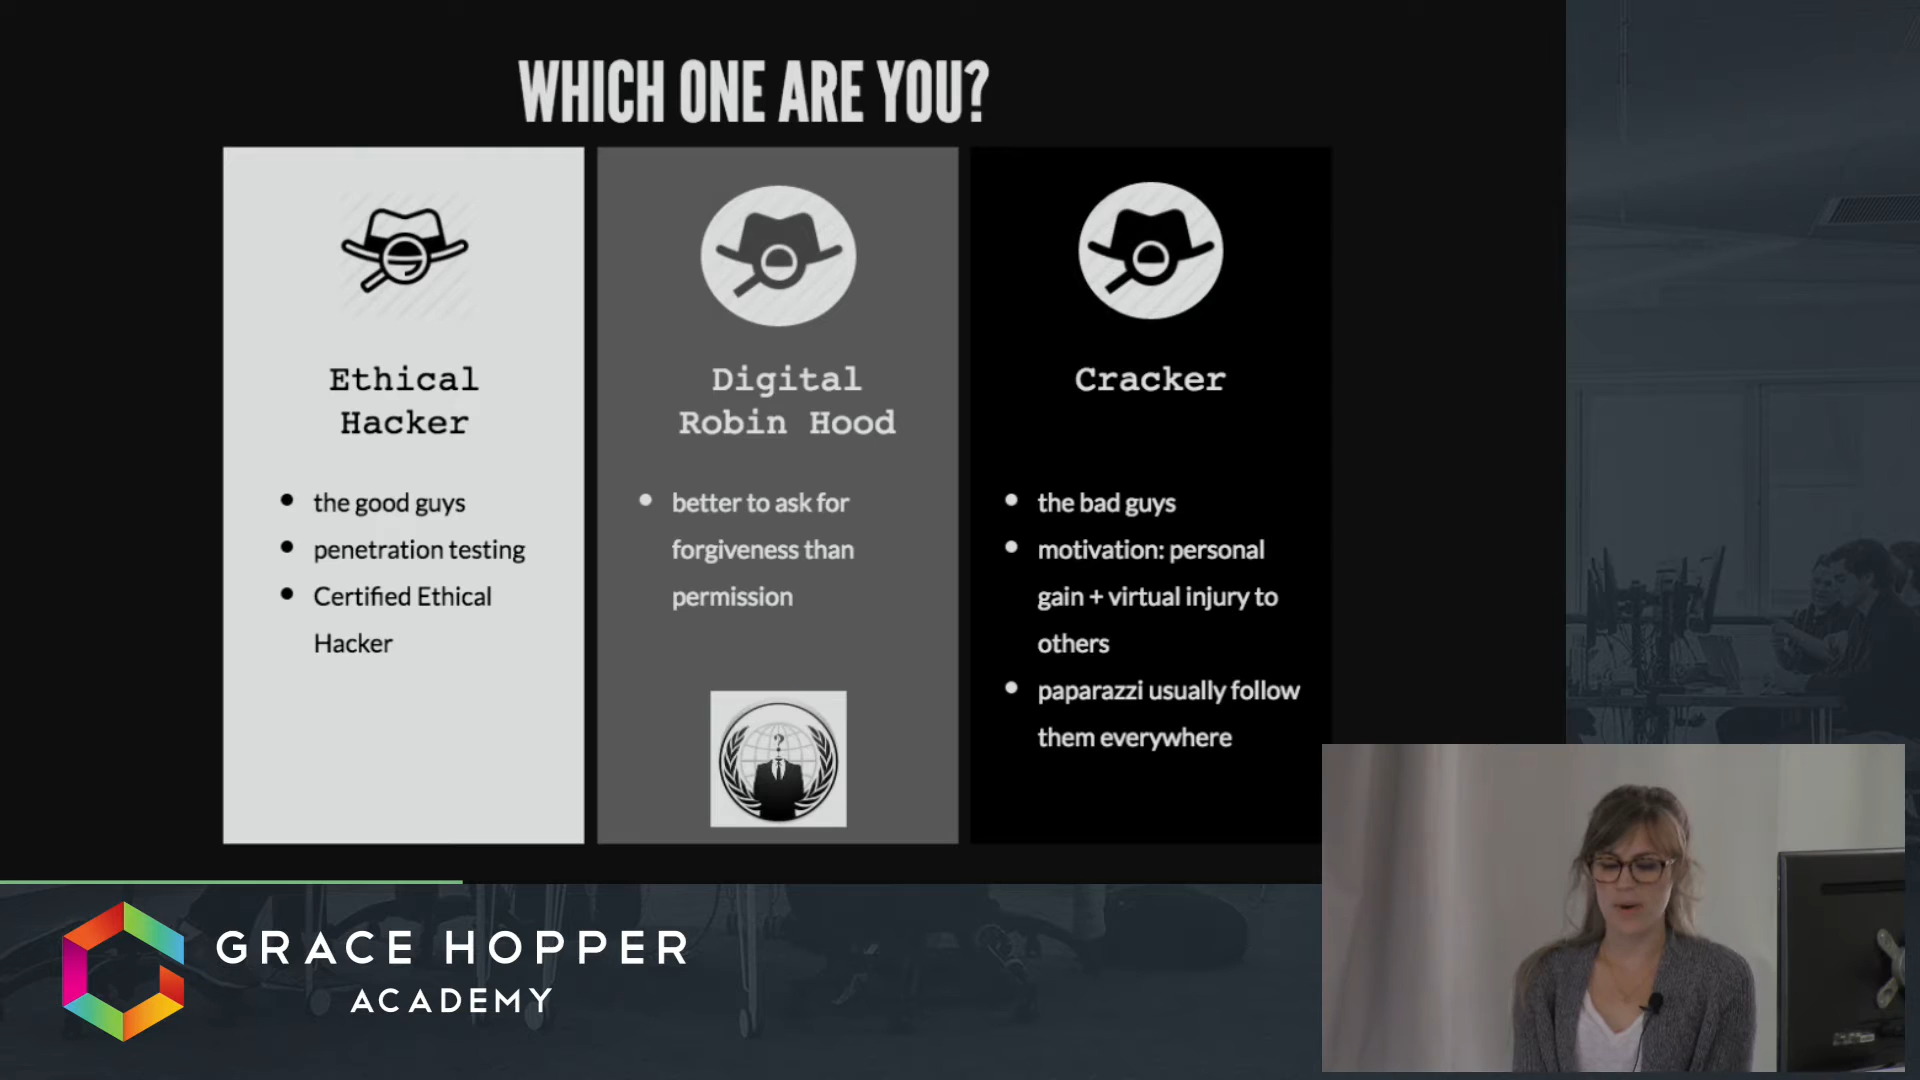 WHICH ONE ARE YOU?
Ethical
Hacker
• the good guys
• penetration testing
• Certified Ethical
Hacker
Digital
Robin Hood
• better to ask for
forgiveness than
permission
?
Cracker
• the bad guys
• motivation: personal
gain + virtual injury to
others
• paparazzi usually follow
them everywhere
GRACE HOPPER
ACADEMY